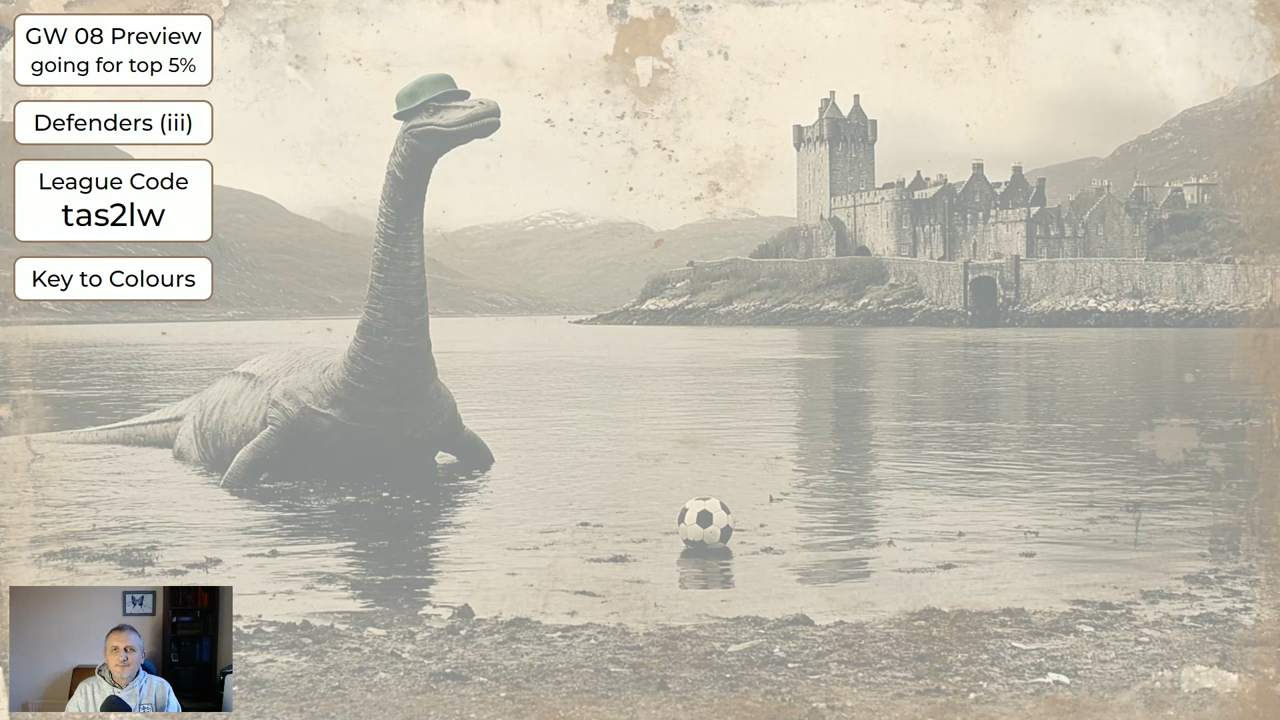 GW 08 Preview
going for top 5%
Defenders (iii)
League Code
tas2lw
Key to Colours